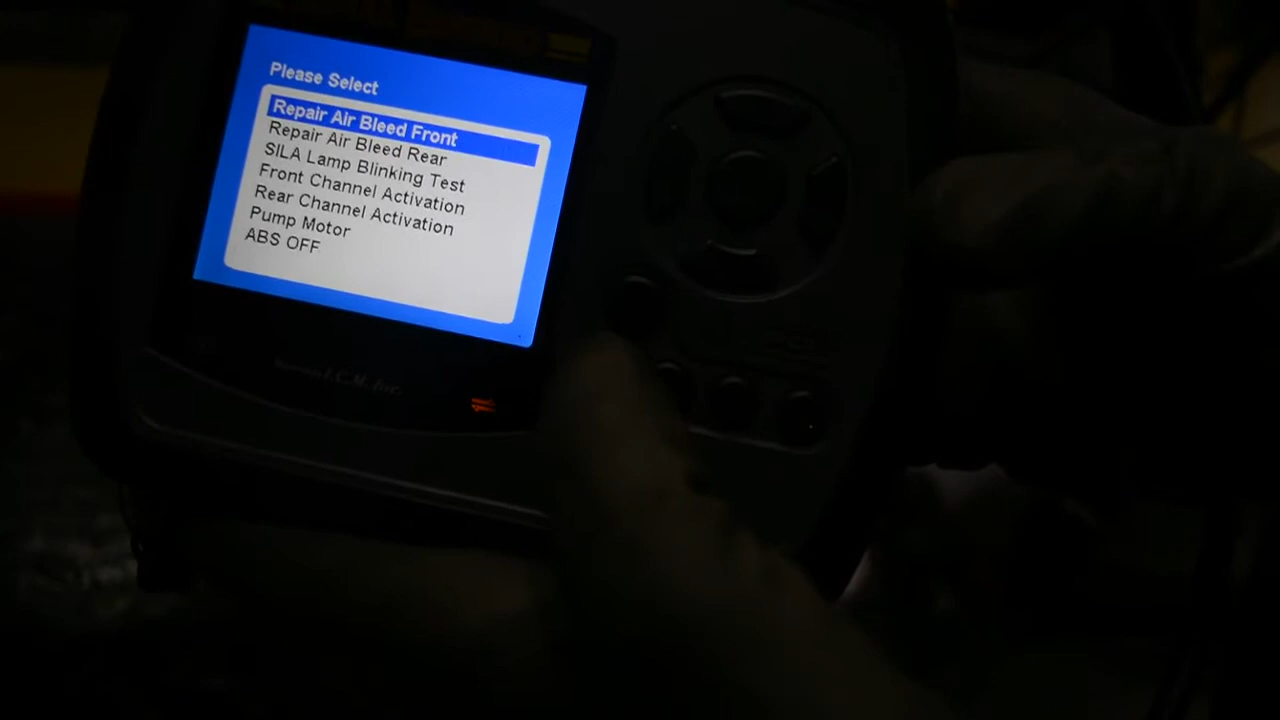 Please Select
Repair Air Bleed Front
Repair Air Bleed Rear
SILA Lamp Blinking Test
Front Channel Activation
Rear Channel Activation
Pump Motor
ABS OFF